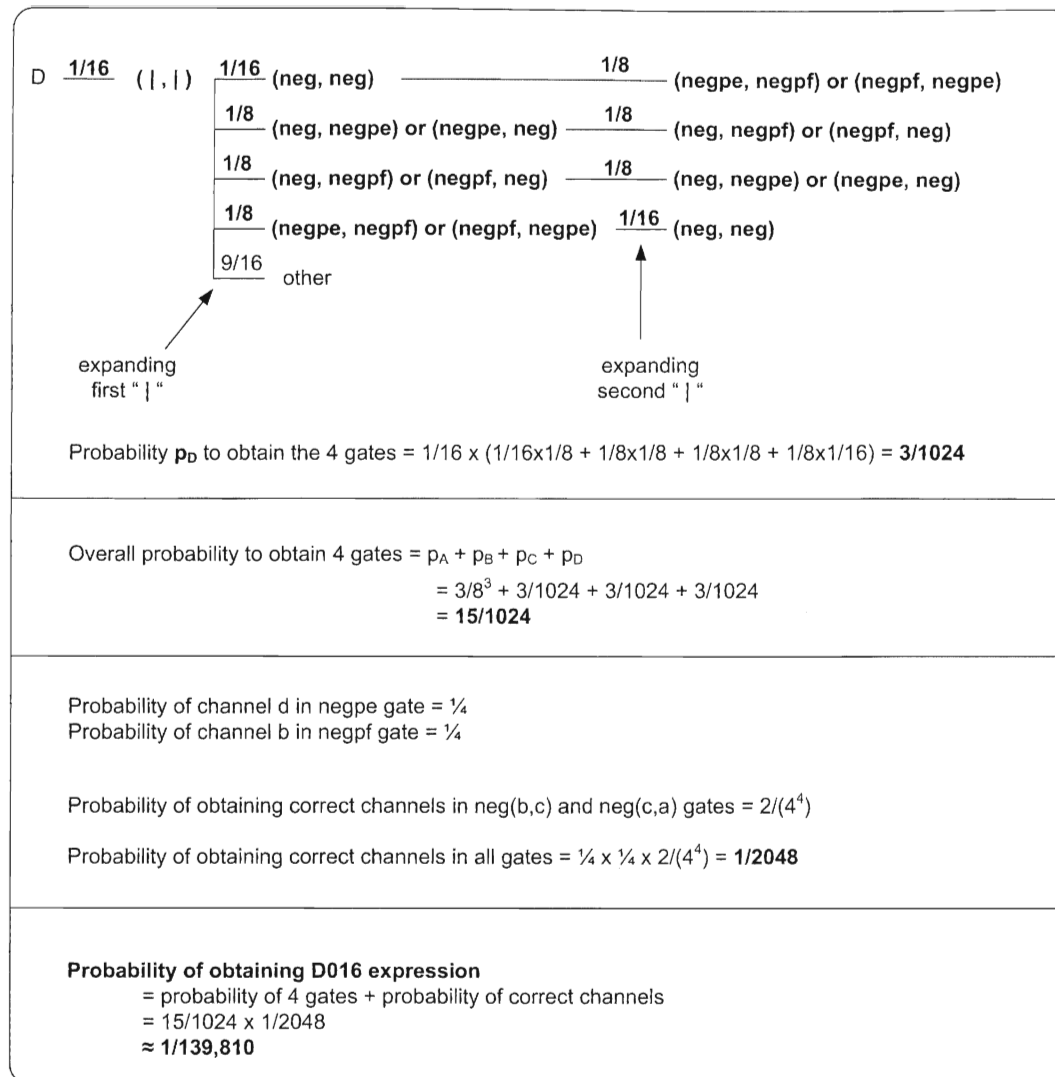 D 1/16 (|,|) 1/16 (neg, neg) 1/8 (negpe, negpf) or (negpf, negpe)
1/8 (neg, negpe) or (negpe, neg) 1/8 (neg, negpf) or (negpf, neg)
1/8 (neg, negpf) or (negpf, neg) 1/8 (neg, negpe) or (negpe, neg)
1/8 (negpe, negpf) or (negpf, negpe) 1/16 (neg, neg)
9/16 other
expanding
first " | "
expanding
second " | "
Probability pD to obtain the 4 gates = 1/16 x (1/16x1/8 + 1/8x1/8 + 1/8x1/8 + 1/8x1/16) = 3/1024
Overall probability to obtain 4 gates = pA + pB + pC + pD
= 3/8³ + 3/1024 + 3/1024 + 3/1024
= 15/1024
Probability of channel d in negpe gate = ¼
Probability of channel b in negpf gate = ¼
Probability of obtaining correct channels in neg(b,c) and neg(c,a) gates = 2/(4⁴)
Probability of obtaining correct channels in all gates = ¼ x ¼ x 2/(4⁴) = 1/2048
Probability of obtaining D016 expression
= probability of 4 gates + probability of correct channels
= 15/1024 x 1/2048
≈ 1/139,810